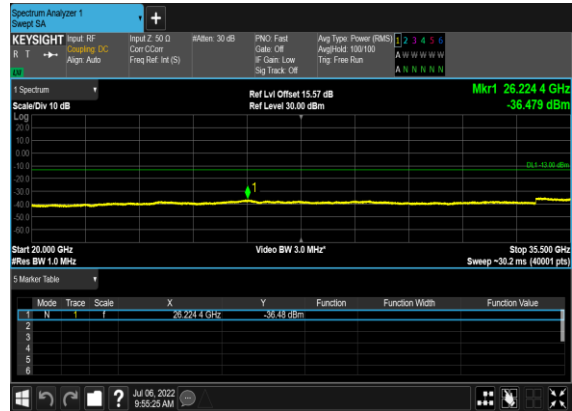 Spectrum Analyzer 1
Swept SA
+
KEYSIGHT Input: RF Input Z: 50 Ω #Atten: 30 dB PNO: Fast Avg Type: Power (RMS) 1 2 3 4 5 6
R T Coupling: DC Corr CCorr Gate: Off Avg|Hold: 100/100 A W W W W W
Align: Auto Freq Ref: Int (S) IF Gain: Low Trig: Free Run
Sig Track: Off A N N N N N
1 Spectrum Ref Lvl Offset 15.57 dB Mkr1 26.224 4 GHz
Scale/Div 10 dB Ref Level 30.00 dBm -36.479 dBm
Log
20.0
10.0
0.00
-10.0 DL1 -13.00 dBm
-20.0
-30.0 1
-40.0
-50.0
-60.0
Start 20.000 GHz Video BW 3.0 MHz* Stop 35.500 GHz
#Res BW 1.0 MHz Sweep ~30.2 ms (40001 pts)
5 Marker Table
Mode Trace Scale X Y Function Function Width Function Value
1 N 1 f 26.224 4 GHz -36.48 dBm
2
3
4
5
6
? Jul 06, 2022
9:55:25 AM